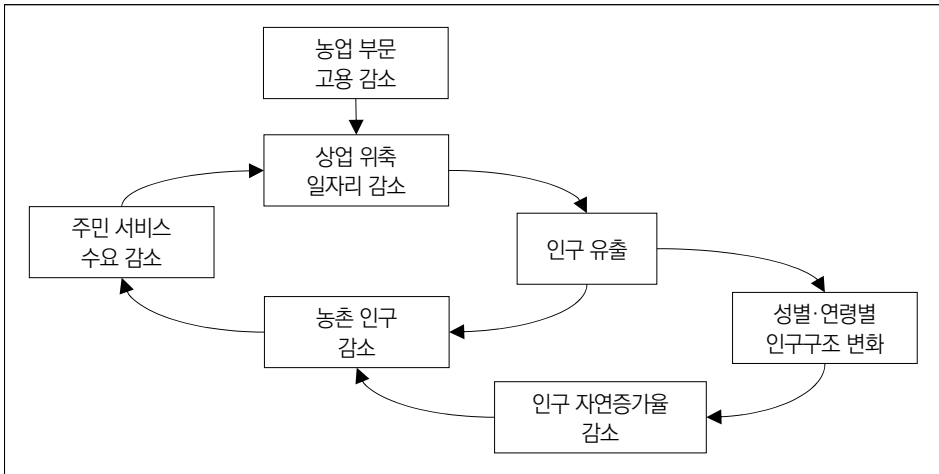 농업 부문
고용 감소
상업 위축
일자리 감소
주민 서비스
수요 감소
인구 유출
농촌 인구
감소
성별·연령별
인구구조 변화
인구 자연증가율
감소